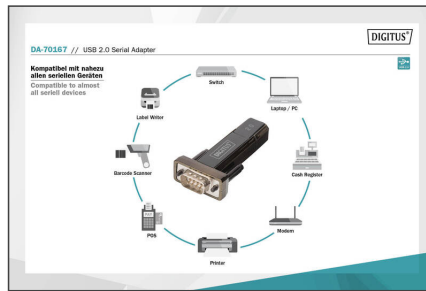 DIGITUS®
DA-70167 // USB 2.0 Serial Adapter
Kompatibel mit nahezu
allen seriellen Geräten
Compatible to almost
all seriell devices
Switch
Label Writer
Laptop / PC
Barcode Scanner
DIGITUS
Cash Register
POS
Modem
Printer